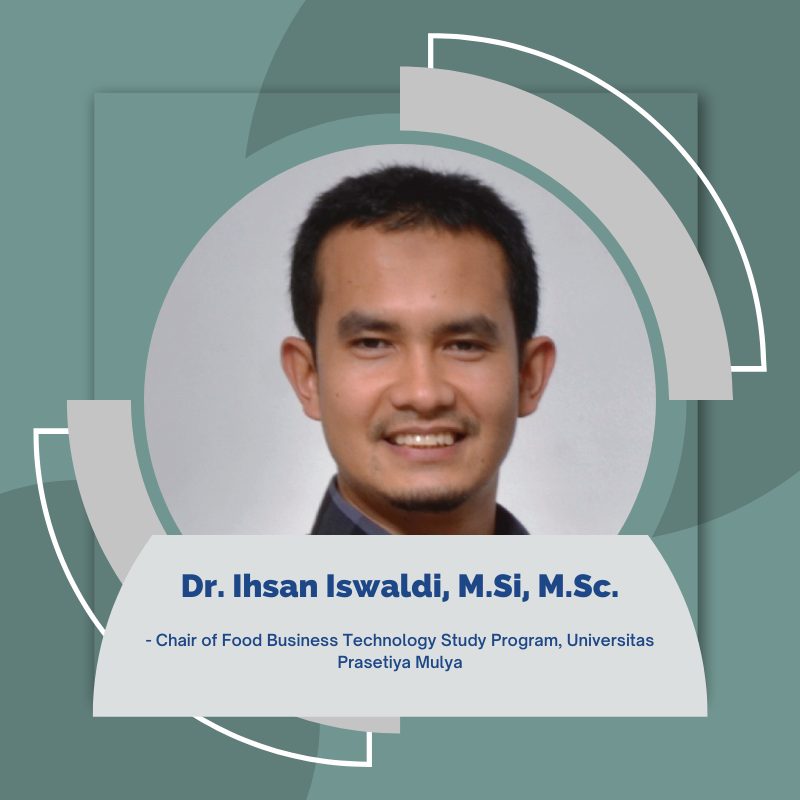 Dr. Ihsan Iswaldi, M.Si, M.Sc.
- Chair of Food Business Technology Study Program, Universitas
Prasetiya Mulya